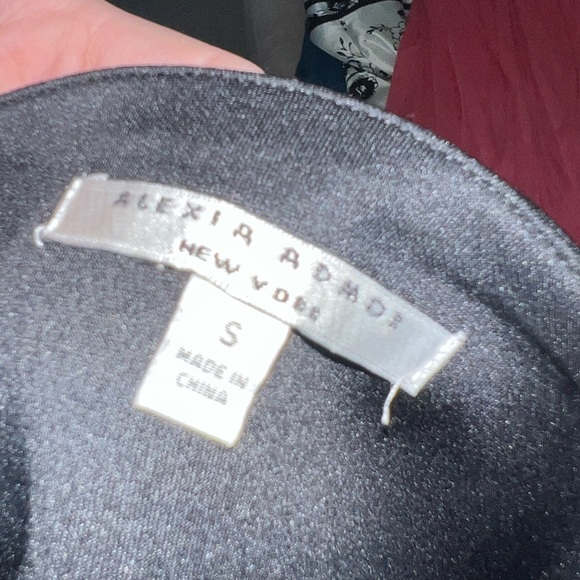 ALEXIA ADMOR
NEW YORK
S
MADE IN
CHINA